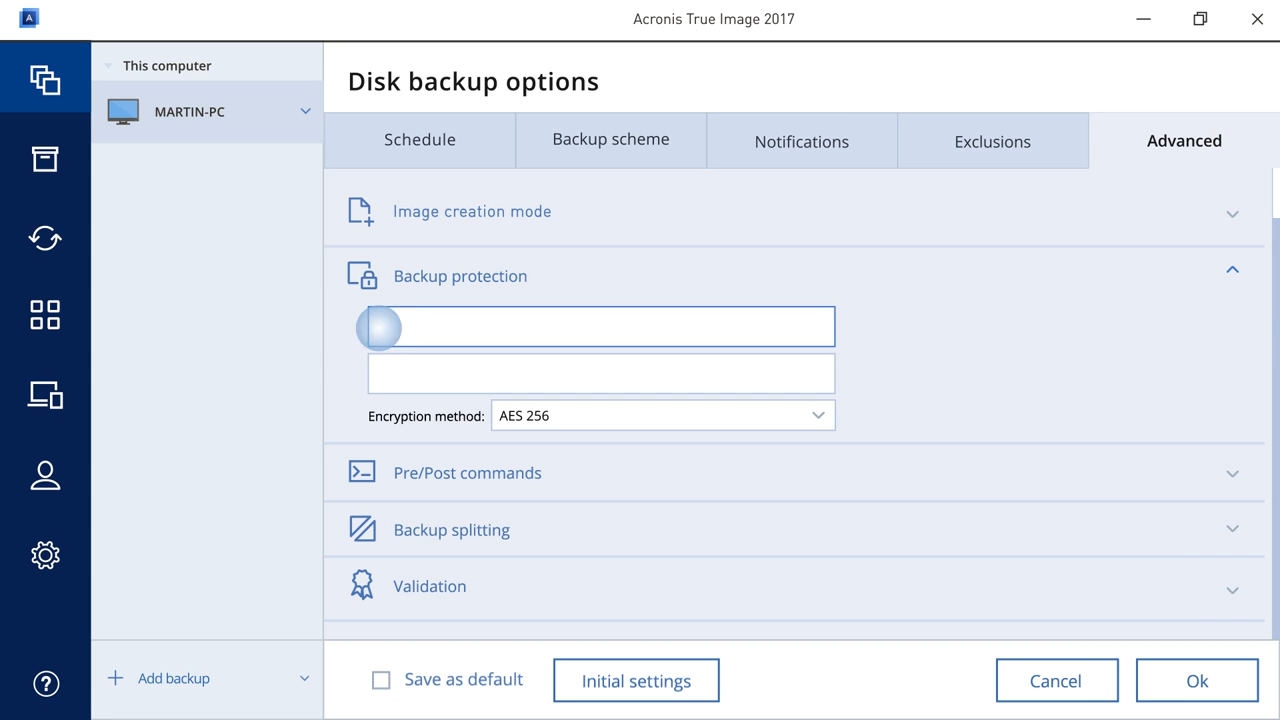 A
Acronis True Image 2017
This computer
MARTIN-PC
Disk backup options
Schedule
Backup scheme
Notifications
Exclusions
Advanced
Image creation mode
Backup protection
Encryption method: AES 256
Pre/Post commands
Backup splitting
Validation
Add backup
Save as default
Initial settings
Cancel
Ok